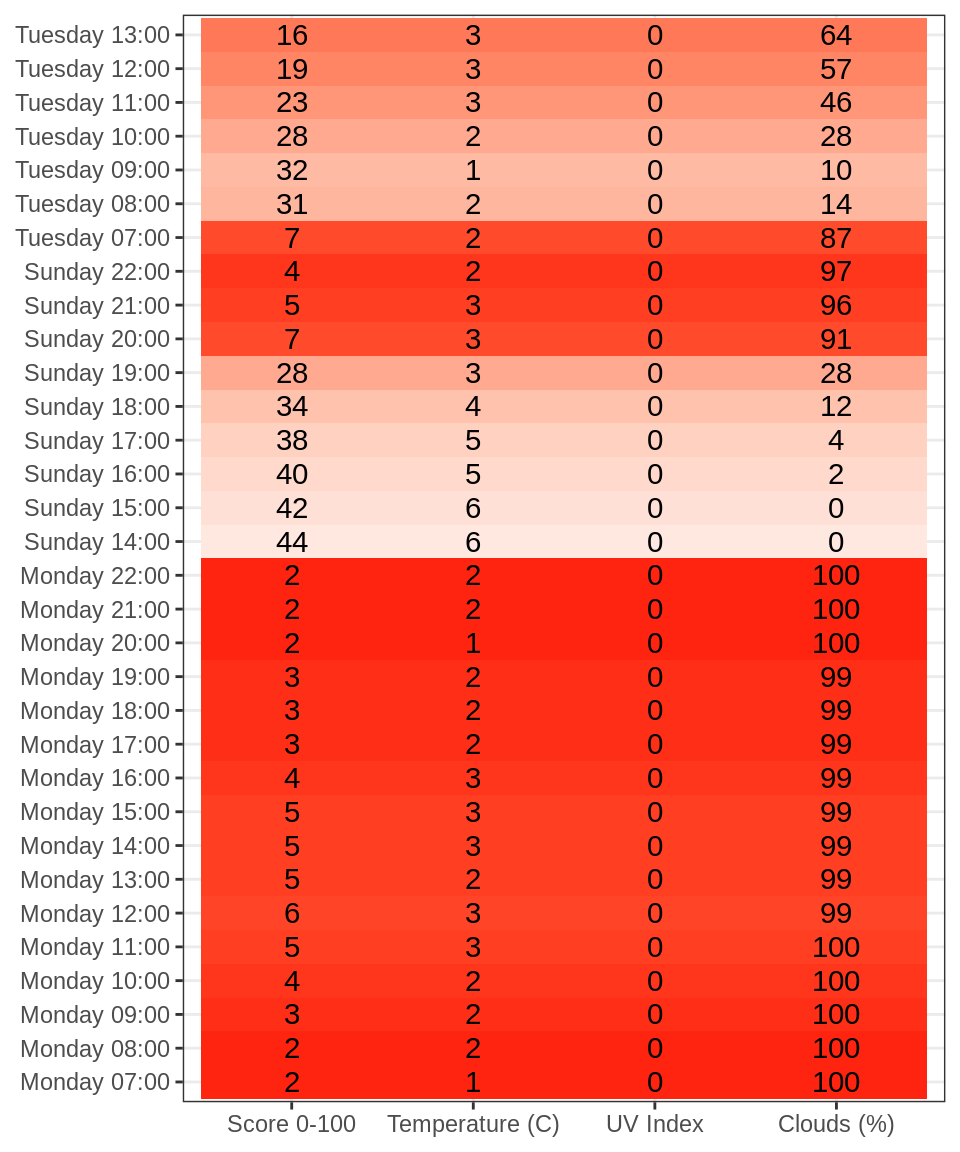 Tuesday 13:00 16 3 0 64
Tuesday 12:00 19 3 0 57
Tuesday 11:00 23 3 0 46
Tuesday 10:00 28 2 0 28
Tuesday 09:00 32 1 0 10
Tuesday 08:00 31 2 0 14
Tuesday 07:00 7 2 0 87
Sunday 22:00 4 2 0 97
Sunday 21:00 5 3 0 96
Sunday 20:00 7 3 0 91
Sunday 19:00 28 3 0 28
Sunday 18:00 34 4 0 12
Sunday 17:00 38 5 0 4
Sunday 16:00 40 5 0 2
Sunday 15:00 42 6 0 0
Sunday 14:00 44 6 0 0
Monday 22:00 2 2 0 100
Monday 21:00 2 2 0 100
Monday 20:00 2 1 0 100
Monday 19:00 3 2 0 99
Monday 18:00 3 2 0 99
Monday 17:00 3 2 0 99
Monday 16:00 4 3 0 99
Monday 15:00 5 3 0 99
Monday 14:00 5 3 0 99
Monday 13:00 5 2 0 99
Monday 12:00 6 3 0 99
Monday 11:00 5 3 0 100
Monday 10:00 4 2 0 100
Monday 09:00 3 2 0 100
Monday 08:00 2 2 0 100
Monday 07:00 2 1 0 100
Score 0-100 Temperature (C) UV Index Clouds (%)